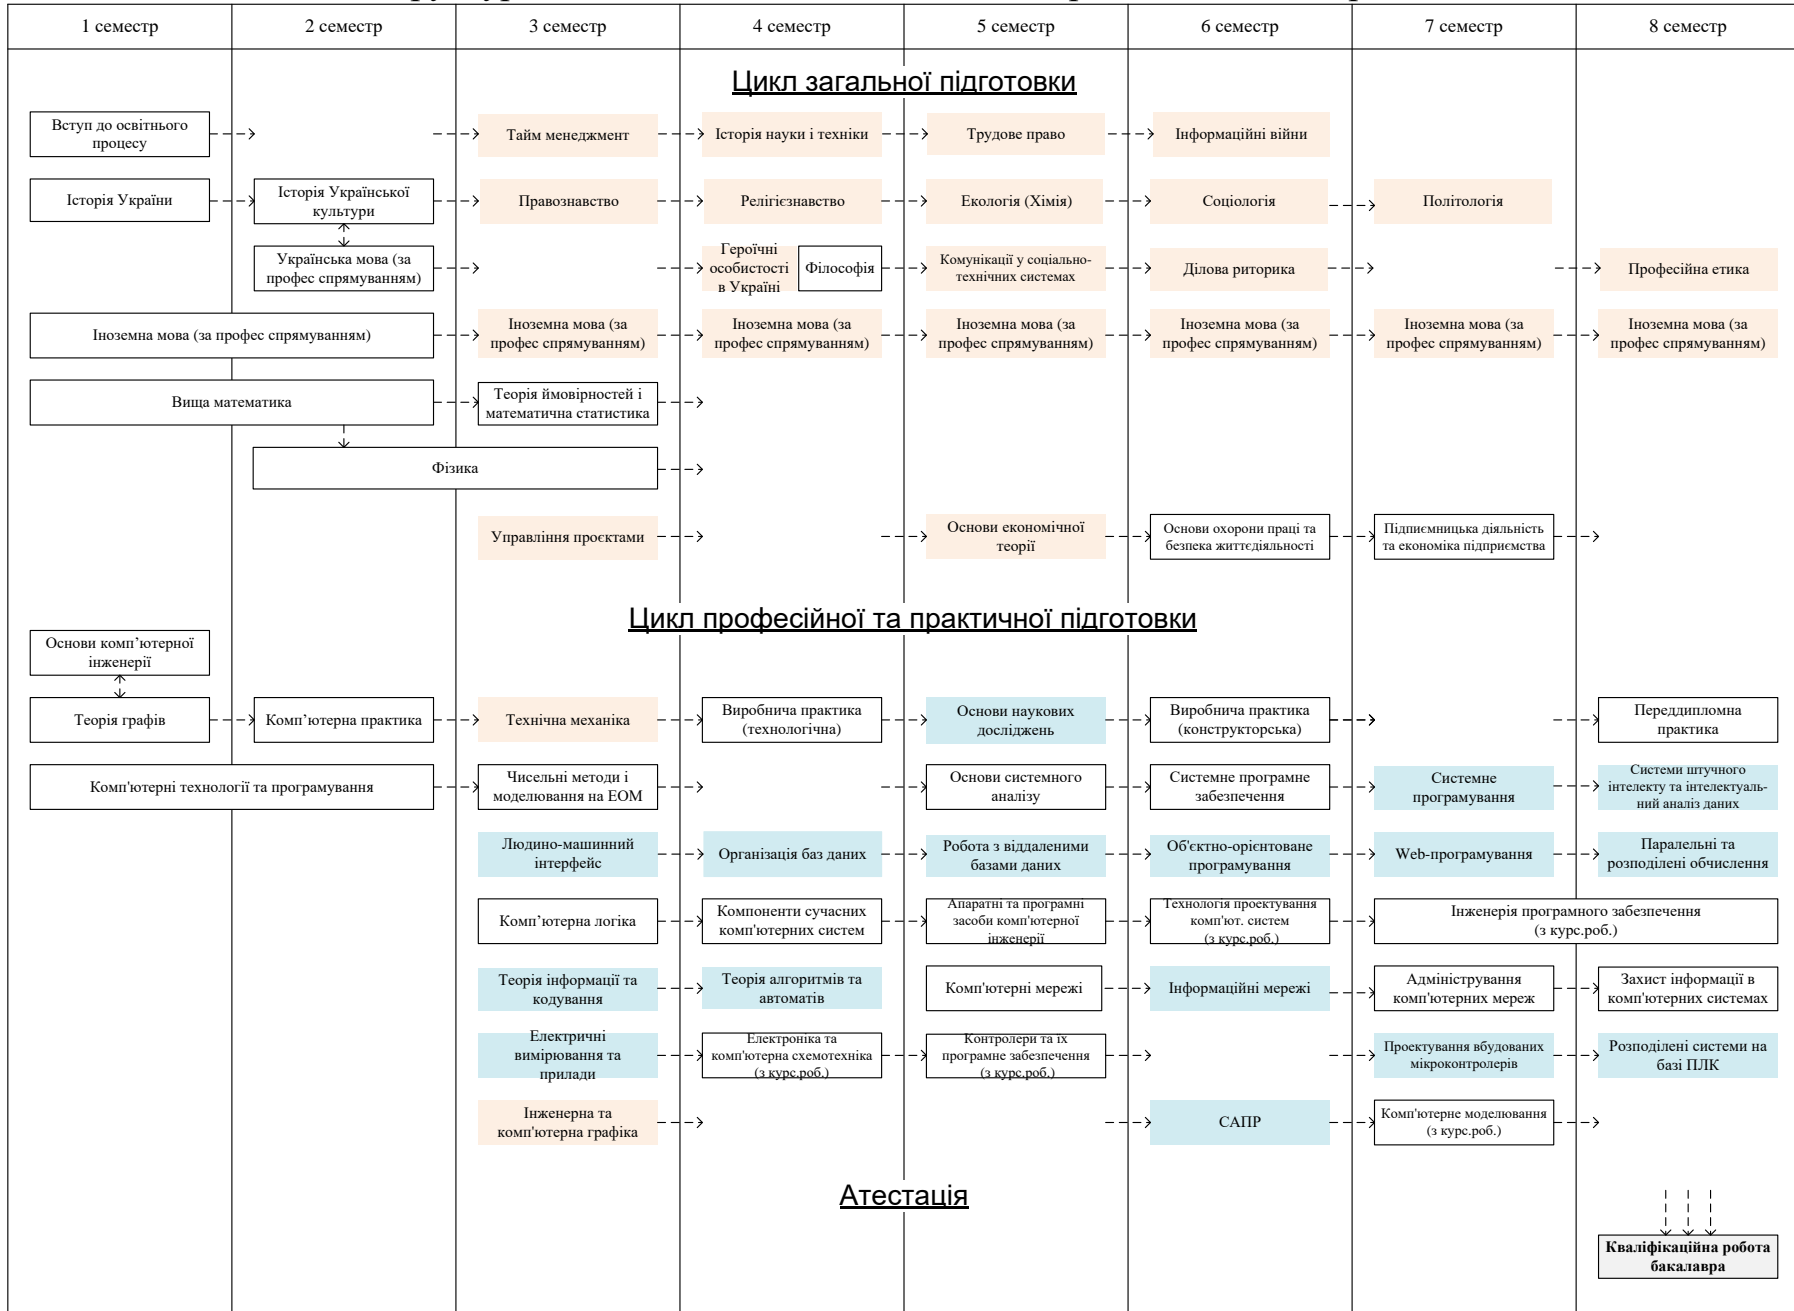 1 семестр
2 семестр
3 семестр
4 семестр
5 семестр
6 семестр
7 семестр
8 семестр
Цикл загальної підготовки
Вступ до освітнього
процесу
Тайм менеджмент
Історія науки і техніки
Трудове право
Інформаційні війни
Історія України
Історія Української
культури
Правознавство
Релігієзнавство
Екологія (Хімія)
Соціологія
Політологія
Українська мова (за
профес спрямуванням)
Героїчні
особистості
в Україні
Філософія
Комунікації у соціально-
технічних системах
Ділова риторика
Професійна етика
Іноземна мова (за профес спрямуванням)
Іноземна мова (за
профес спрямуванням)
Іноземна мова (за
профес спрямуванням)
Іноземна мова (за
профес спрямуванням)
Іноземна мова (за
профес спрямуванням)
Іноземна мова (за
профес спрямуванням)
Іноземна мова (за
профес спрямуванням)
Вища математика
Теорія ймовірностей і
математична статистика
Фізика
Управління проєктами
Основи економічної
теорії
Основи охорони праці та
безпека життєдіяльності
Підприємницька діяльність
та економіка підприємства
Цикл професійної та практичної підготовки
Основи комп’ютерної
інженерії
Теорія графів
Комп’ютерна практика
Технічна механіка
Виробнича практика
(технологічна)
Основи наукових
досліджень
Виробнича практика
(конструкторська)
Переддипломна
практика
Комп'ютерні технології та програмування
Чисельні методи і
моделювання на ЕОМ
Основи системного
аналізу
Системне програмне
забезпечення
Системне
програмування
Системи штучного
інтелекту та інтелектуаль-
ний аналіз даних
Людино-машинний
інтерфейс
Організація баз даних
Робота з віддаленими
базами даних
Об'єктно-орієнтоване
програмування
Web-програмування
Паралельні та
розподілені обчислення
Комп’ютерна логіка
Компоненти сучасних
комп'ютерних систем
Апаратні та програмні
засоби комп'ютерної
інженерії
Технологія проектування
комп'ют. систем
(з курс.роб.)
Інженерія програмного забезпечення
(з курс.роб.)
Теорія інформації та
кодування
Теорія алгоритмів та
автоматів
Комп'ютерні мережі
Інформаційні мережі
Адміністрування
комп'ютерних мереж
Захист інформації в
комп'ютерних системах
Електричні
вимірювання та
прилади
Електроніка та
комп'ютерна схемотехніка
(з курс.роб.)
Контролери та їх
програмне забезпечення
(з курс.роб.)
Проектування вбудованих
мікроконтролерів
Розподілені системи на
базі ПЛК
Інженерна та
комп'ютерна графіка
САПР
Комп'ютерне моделювання
(з курс.роб.)
Атестація
Кваліфікаційна робота
бакалавра